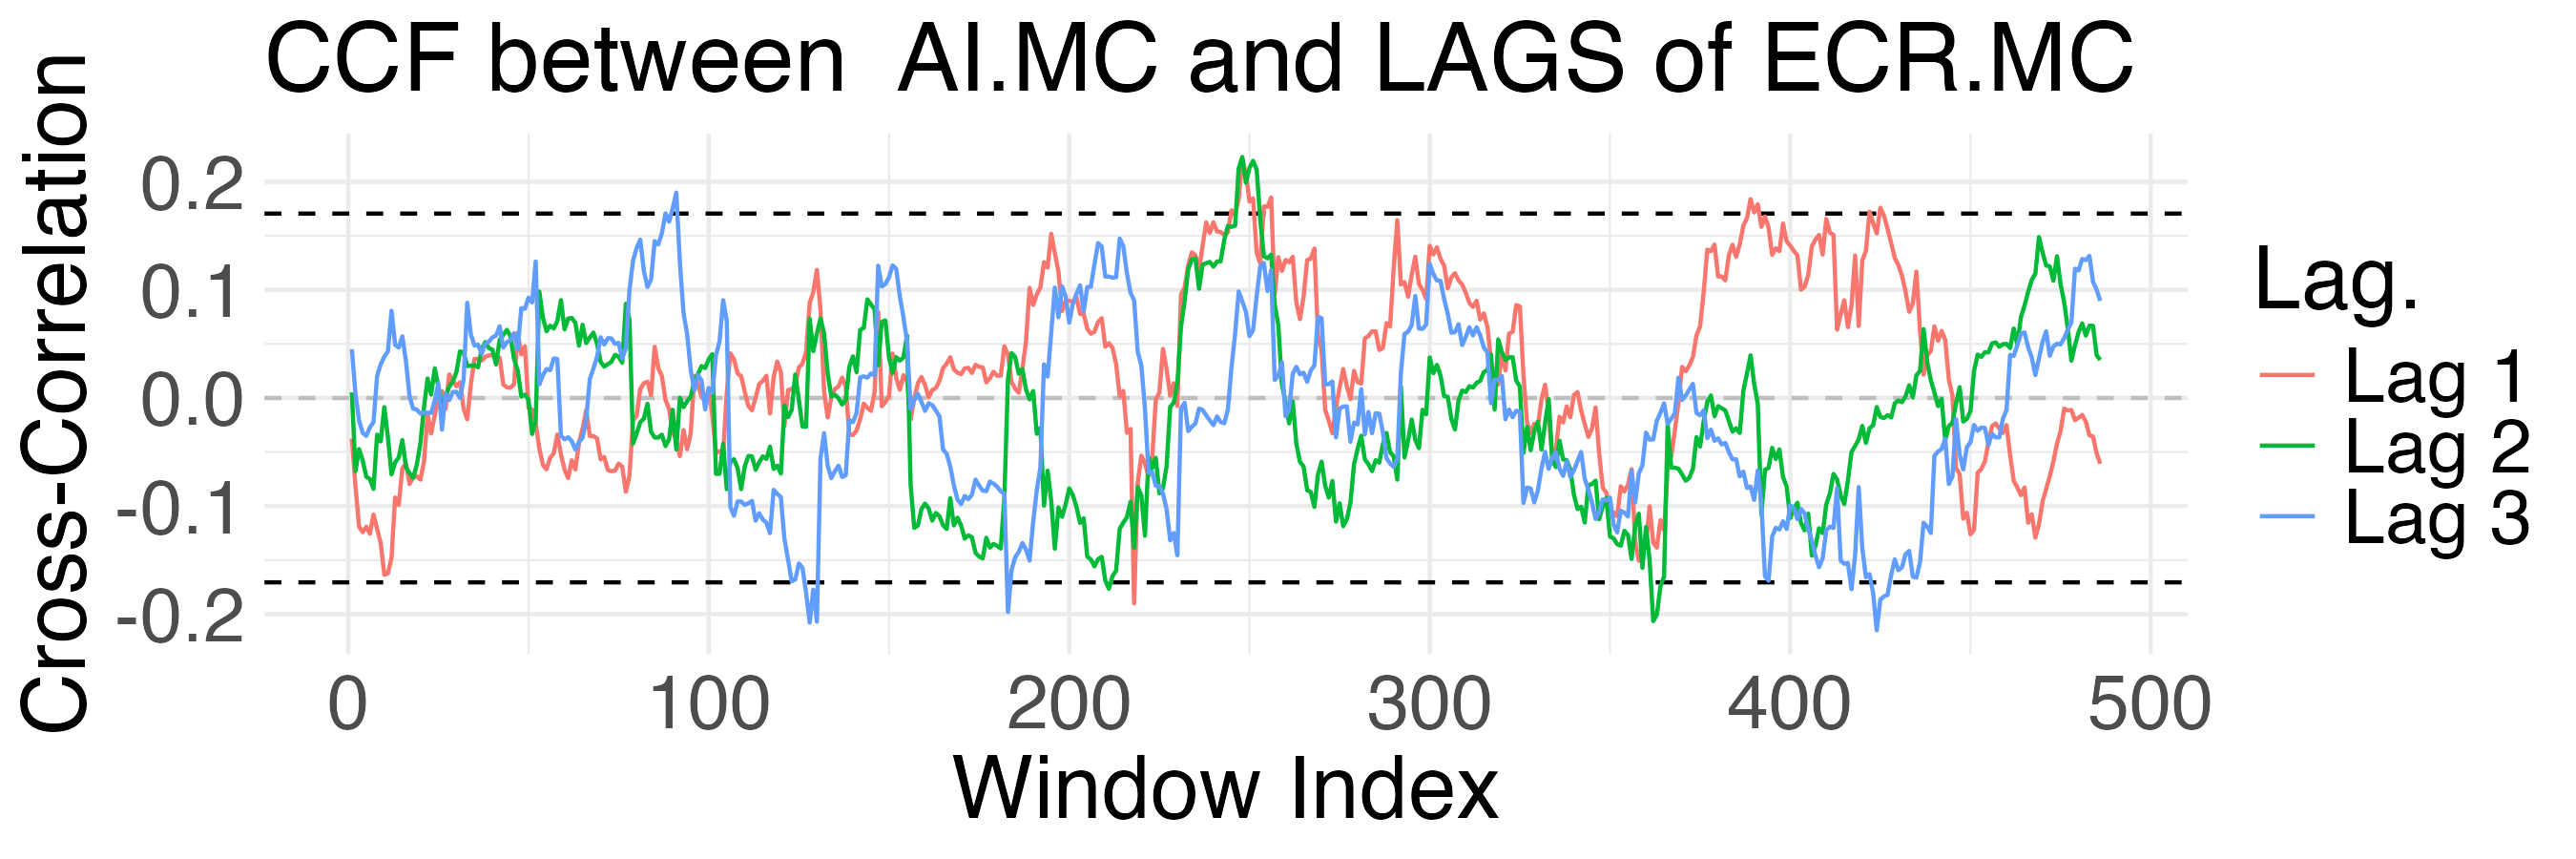 CCF between  AI.MC and LAGS of ECR.MC
Cross-Correlation
0.2
0.1
0.0
-0.1
-0.2
0 100 200 300 400 500
Window Index
Lag.
Lag 1
Lag 2
Lag 3